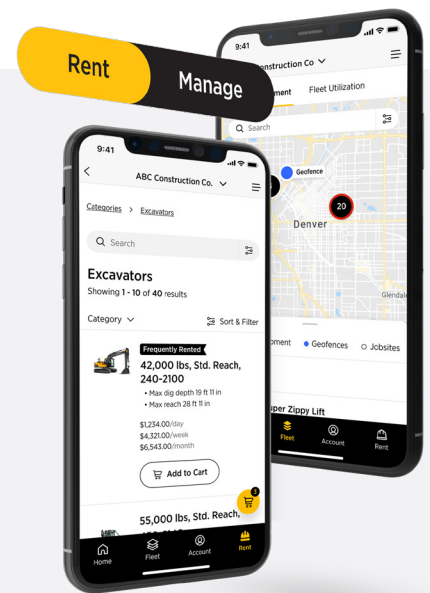 Rent
Manage
9:41
Construction Co
Fleet Utilization
Search
Geofence
20
Denver
Geofences
Jobsites
Zippy Lift
Fleet
Account
Rent
9:41
ABC Construction Co.
Categories > Excavators
Search
Excavators
Showing 1 - 10 of 40 results
Category
Sort & Filter
Frequently Rented
42,000 lbs, Std. Reach,
240-2100
• Max dig depth 19 ft 11 in
• Max reach 28 ft 11 in
$1,234.00/day
$4,321.00/week
$6,543.00/month
Add to Cart
3
55,000 lbs, Std. Reach,
Home
Fleet
Account
Rent